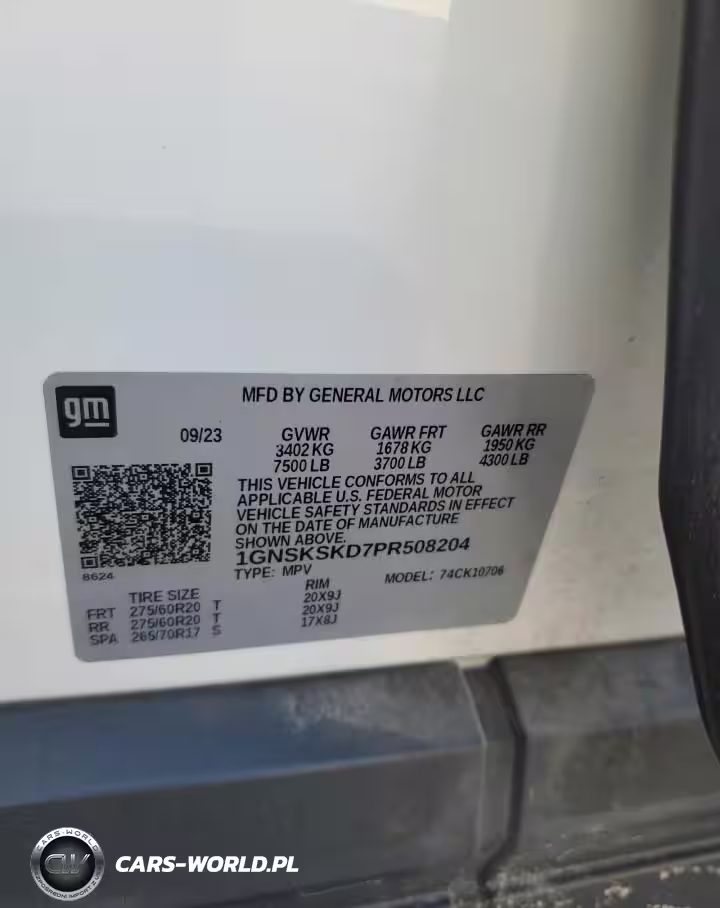 gm
MFD BY GENERAL MOTORS LLC
09/23 GVWR GAWR FRT GAWR RR
3402 KG 1678 KG 1950 KG
7500 LB 3700 LB 4300 LB
THIS VEHICLE CONFORMS TO ALL
APPLICABLE U.S. FEDERAL MOTOR
VEHICLE SAFETY STANDARDS IN EFFECT
ON THE DATE OF MANUFACTURE
SHOWN ABOVE.
1GNSKSKD7PR508204
8624
TYPE: MPV MODEL: 74CK10706
TIRE SIZE RIM
FRT 275/60R20 T 20X9J
RR 275/60R20 T 20X9J
SPA 265/70R17 S 17X8J
CARS-WORLD
CW
CARS-WORLD.PL